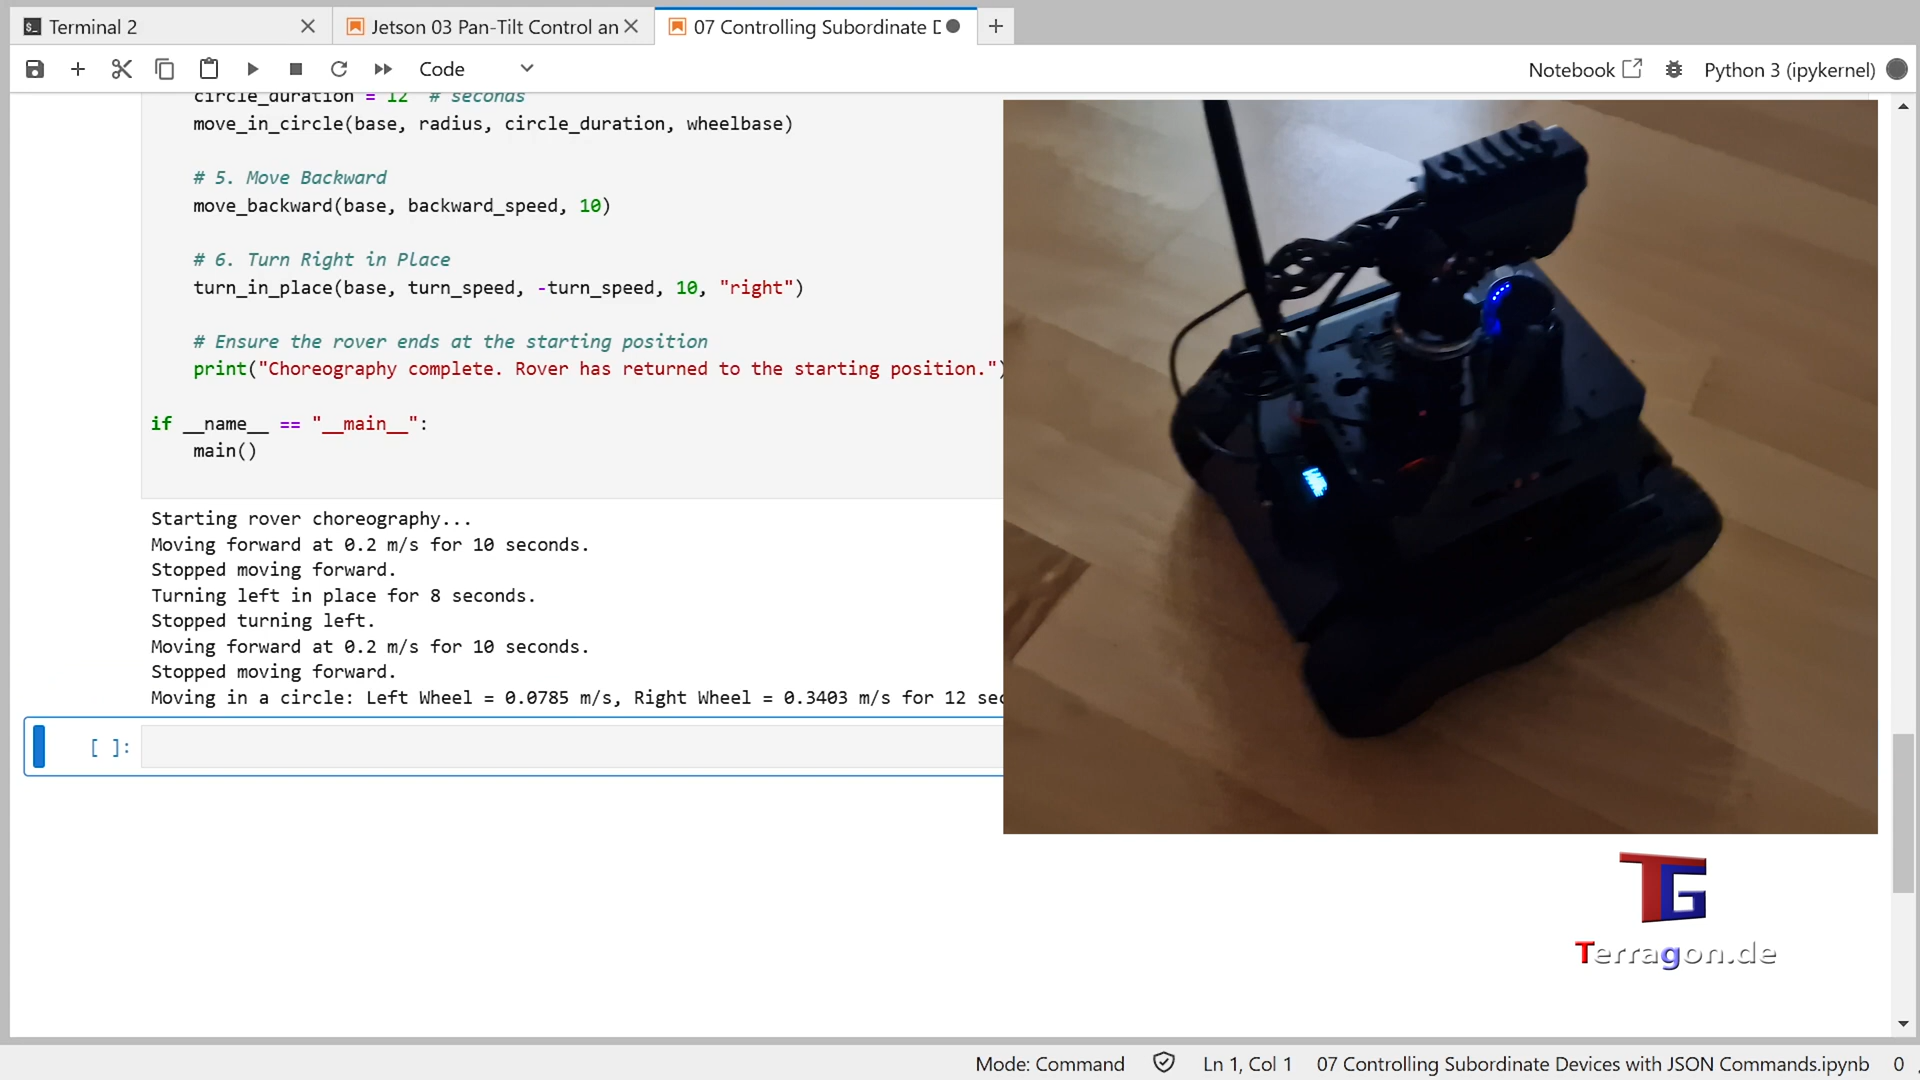 Terminal 2
Jetson 03 Pan-Tilt Control an
07 Controlling Subordinate D
Code
Notebook
Python 3 (ipykernel)
circle_duration = 12  # seconds
move_in_circle(base, radius, circle_duration, wheelbase)
# 5. Move Backward
move_backward(base, backward_speed, 10)
# 6. Turn Right in Place
turn_in_place(base, turn_speed, -turn_speed, 10, "right")
# Ensure the rover ends at the starting position
print("Choreography complete. Rover has returned to the starting position.")
if __name__ == "__main__":
main()
Starting rover choreography...
Moving forward at 0.2 m/s for 10 seconds.
Stopped moving forward.
Turning left in place for 8 seconds.
Stopped turning left.
Moving forward at 0.2 m/s for 10 seconds.
Stopped moving forward.
Moving in a circle: Left Wheel = 0.0785 m/s, Right Wheel = 0.3403 m/s for 12 sec
[ ]:
TG
Terragon.de
Mode: Command
Ln 1, Col 1
07 Controlling Subordinate Devices with JSON Commands.ipynb
0